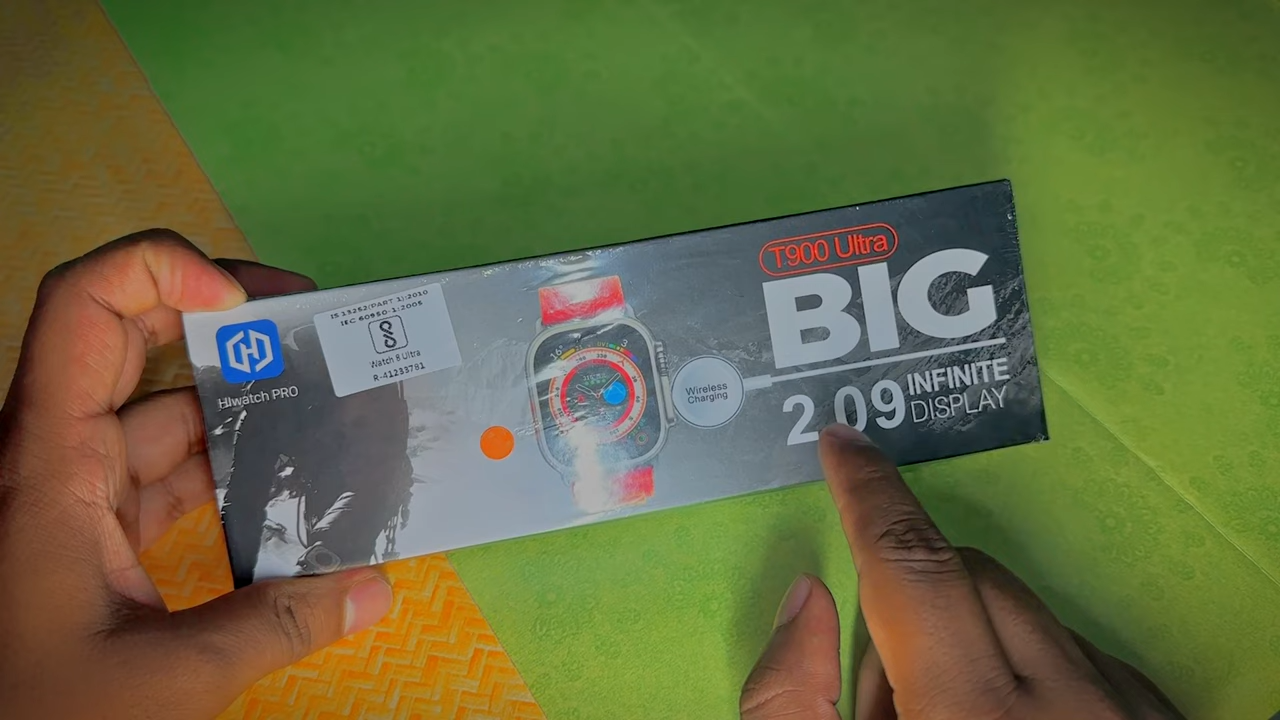 HIwatch PRO
IS 13252(PART 1):2010
IEC 60950-1:2005
Watch 8 Ultra
R-41233781
Wireless
Charging
T900 Ultra
BIG
2.09 INFINITE
DISPLAY